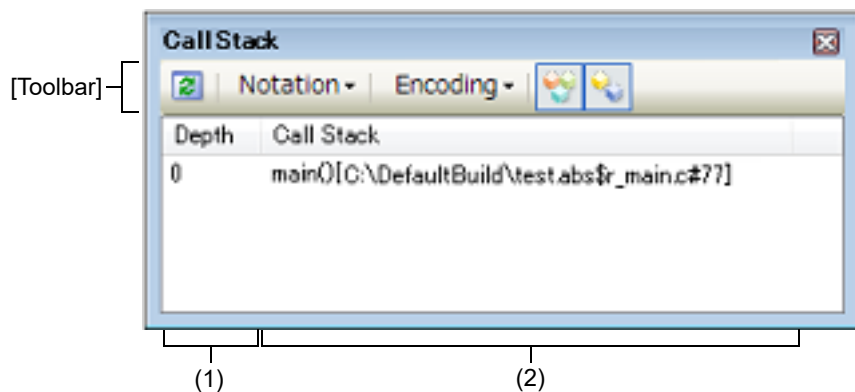 Call Stack
[Toolbar]
Notation
Encoding
Depth
Call Stack
0
main()[C:\DefaultBuild\test.abs$r_main.c#77]
(1)
(2)